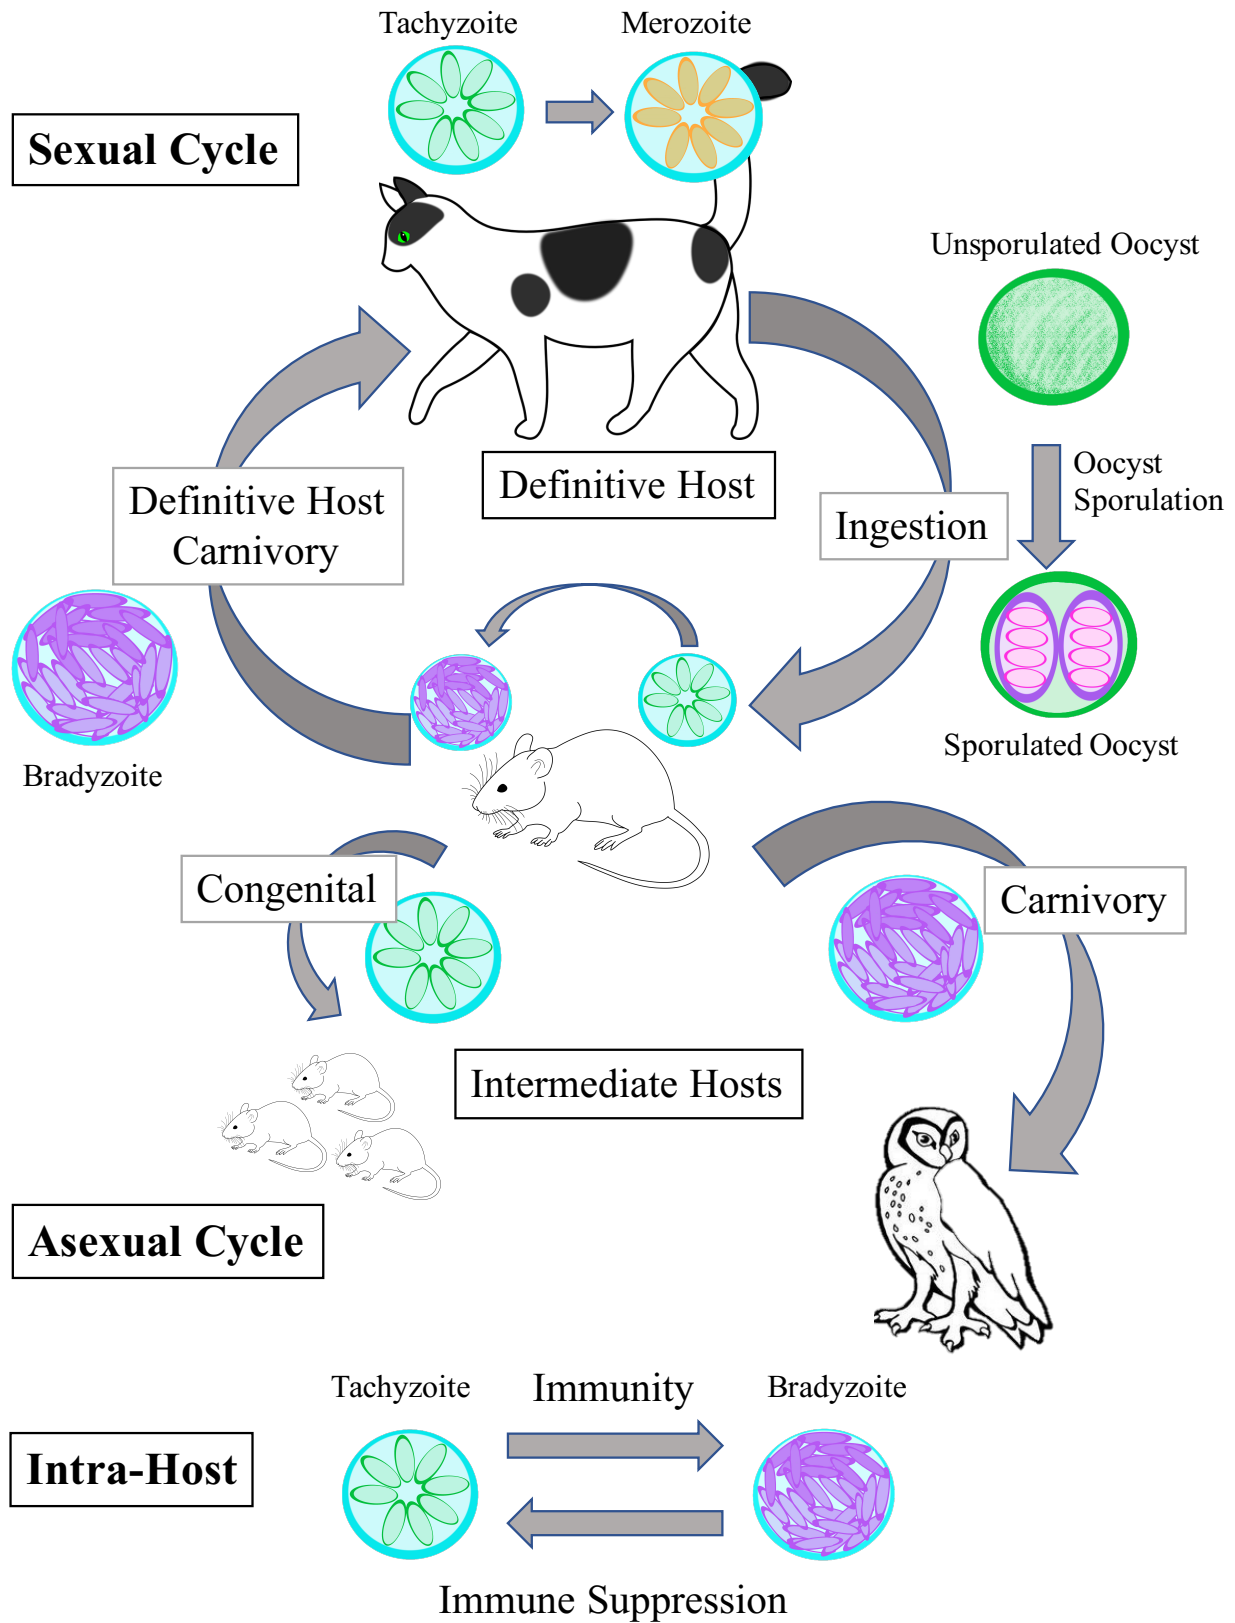 Tachyzoite
Merozoite
Sexual Cycle
Unsporulated Oocyst
Definitive Host
Oocyst
Sporulation
Definitive Host
Carnivory
Ingestion
Bradyzoite
Sporulated Oocyst
Congenital
Carnivory
Intermediate Hosts
Asexual Cycle
Tachyzoite
Immunity
Bradyzoite
Intra-Host
Immune Suppression